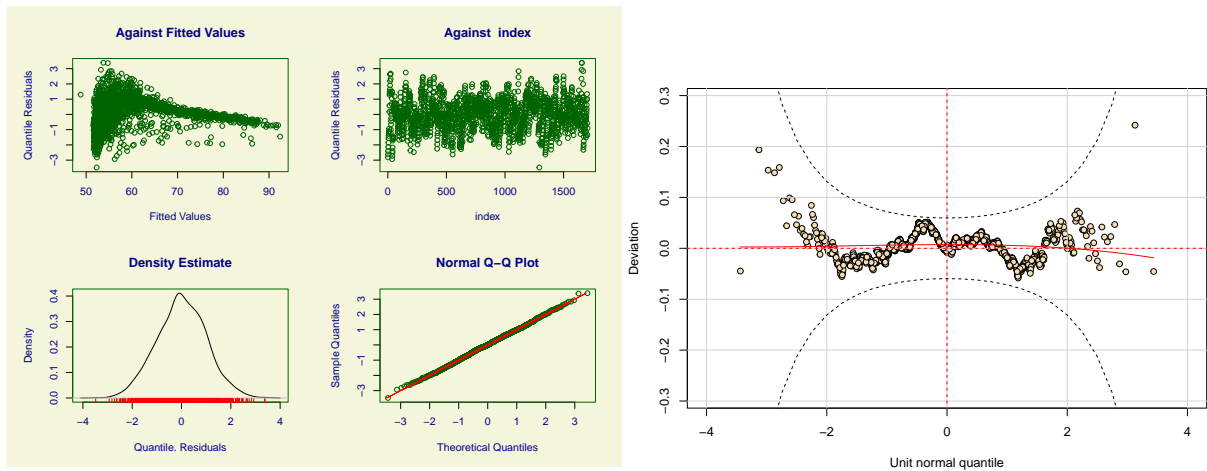 Against Fitted Values
Quantile Residuals
3
2
1
−1
−3
50 60 70 80 90
Fitted Values
Against index
Quantile Residuals
3
2
1
−1
−3
0 500 1000 1500
index
Density Estimate
Density
0.4
0.3
0.2
0.1
0.0
−4 −2 0 2 4
Quantile. Residuals
Normal Q−Q Plot
Sample Quantiles
3
2
1
−1
−3
−3 −2 −1 0 1 2 3
Theoretical Quantiles
Deviation
0.3
0.2
0.1
0.0
−0.1
−0.2
−0.3
−4 −2 0 2 4
Unit normal quantile